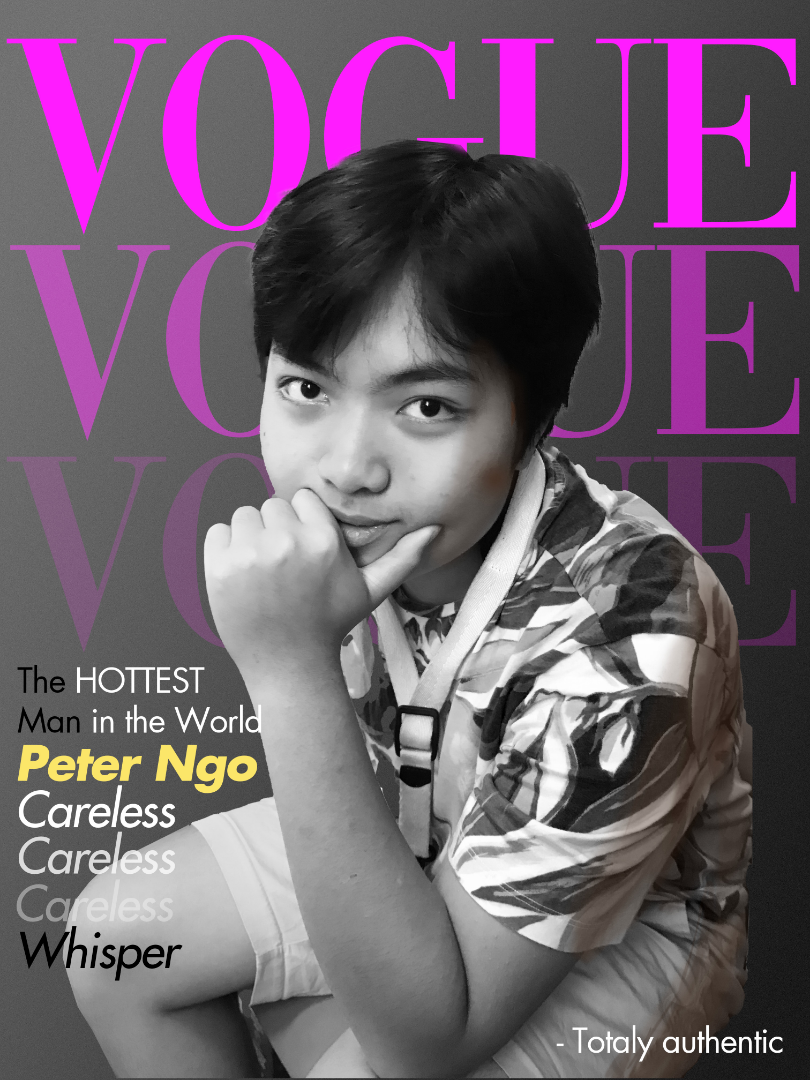 VOGUE
VOGUE
VOGUE
The HOTTEST
Man in the World
Peter Ngo
Careless
Careless
Careless
Whisper
- Totaly authentic